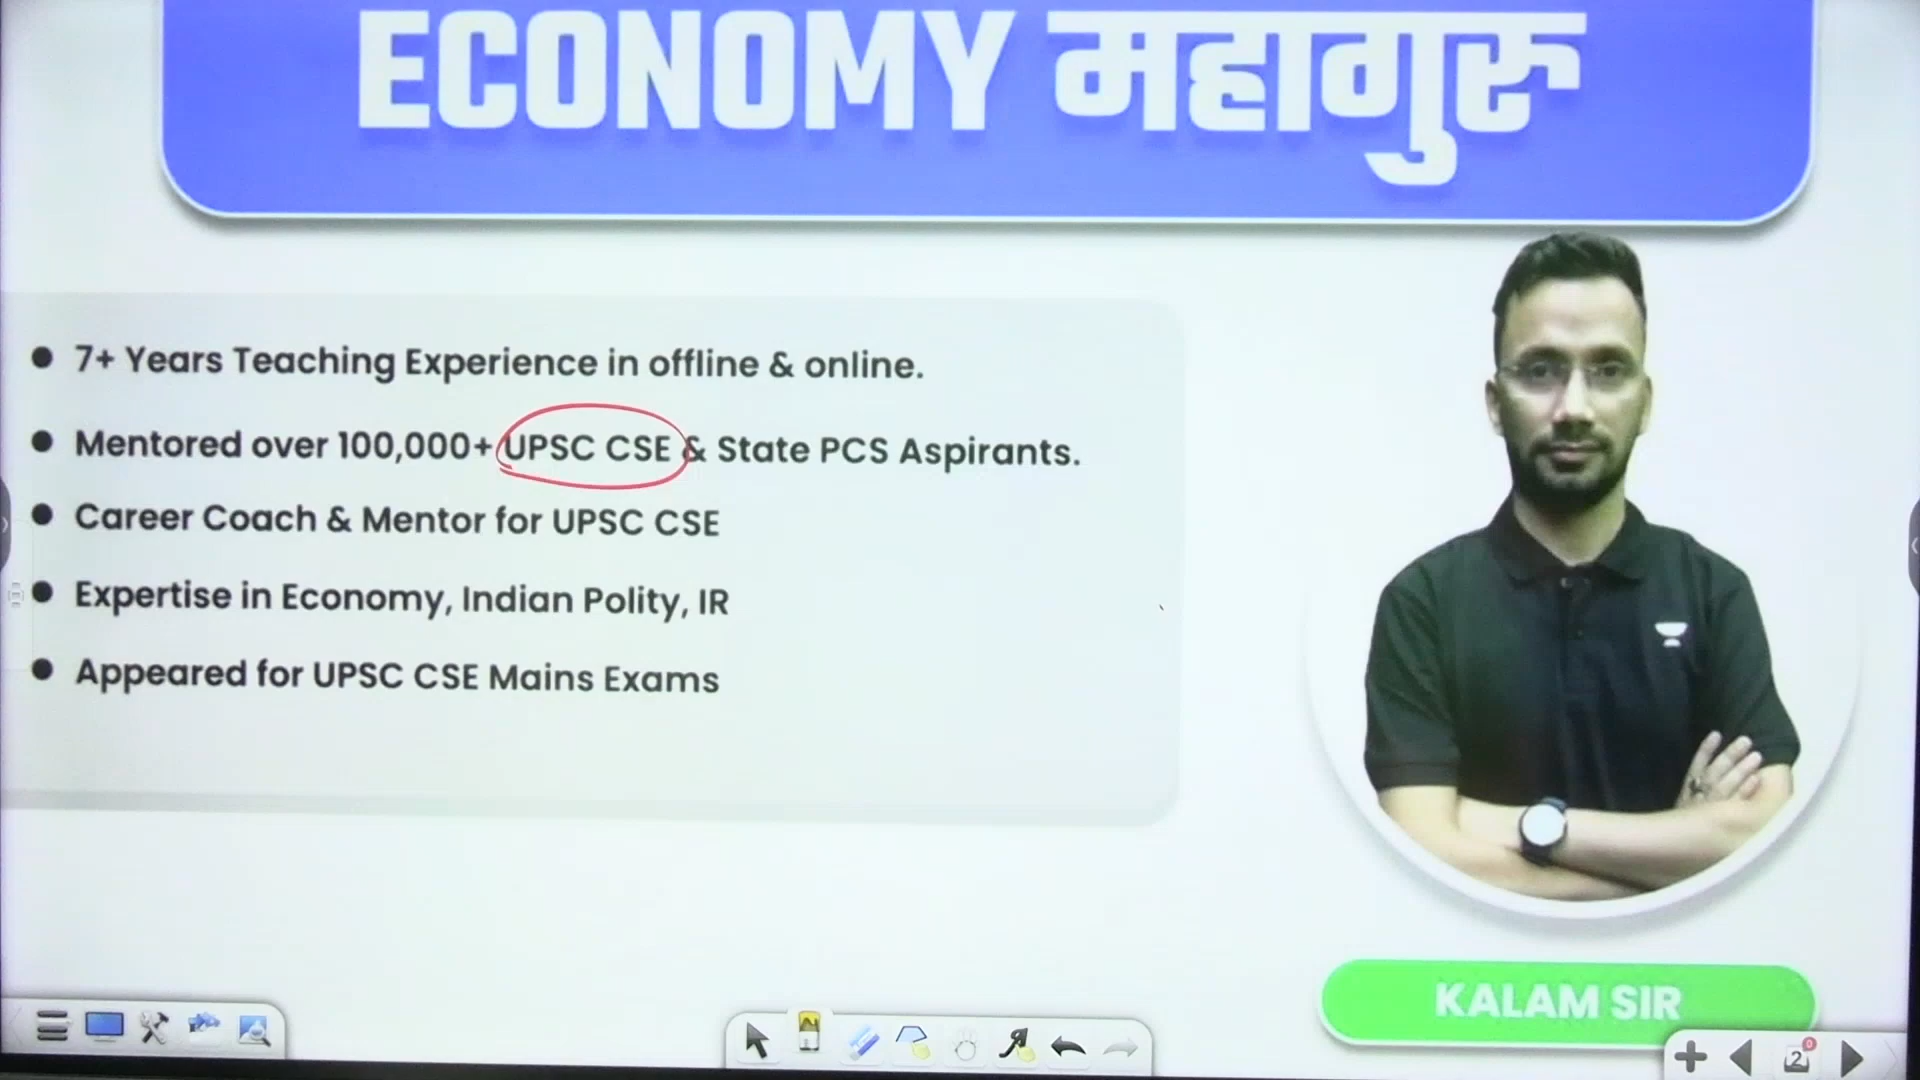 ECONOMY महागुरु
7+ Years Teaching Experience in offline & online.
Mentored over 100,000+ UPSC CSE & State PCS Aspirants.
Career Coach & Mentor for UPSC CSE
Expertise in Economy, Indian Polity, IR
Appeared for UPSC CSE Mains Exams
KALAM SIR
2
0